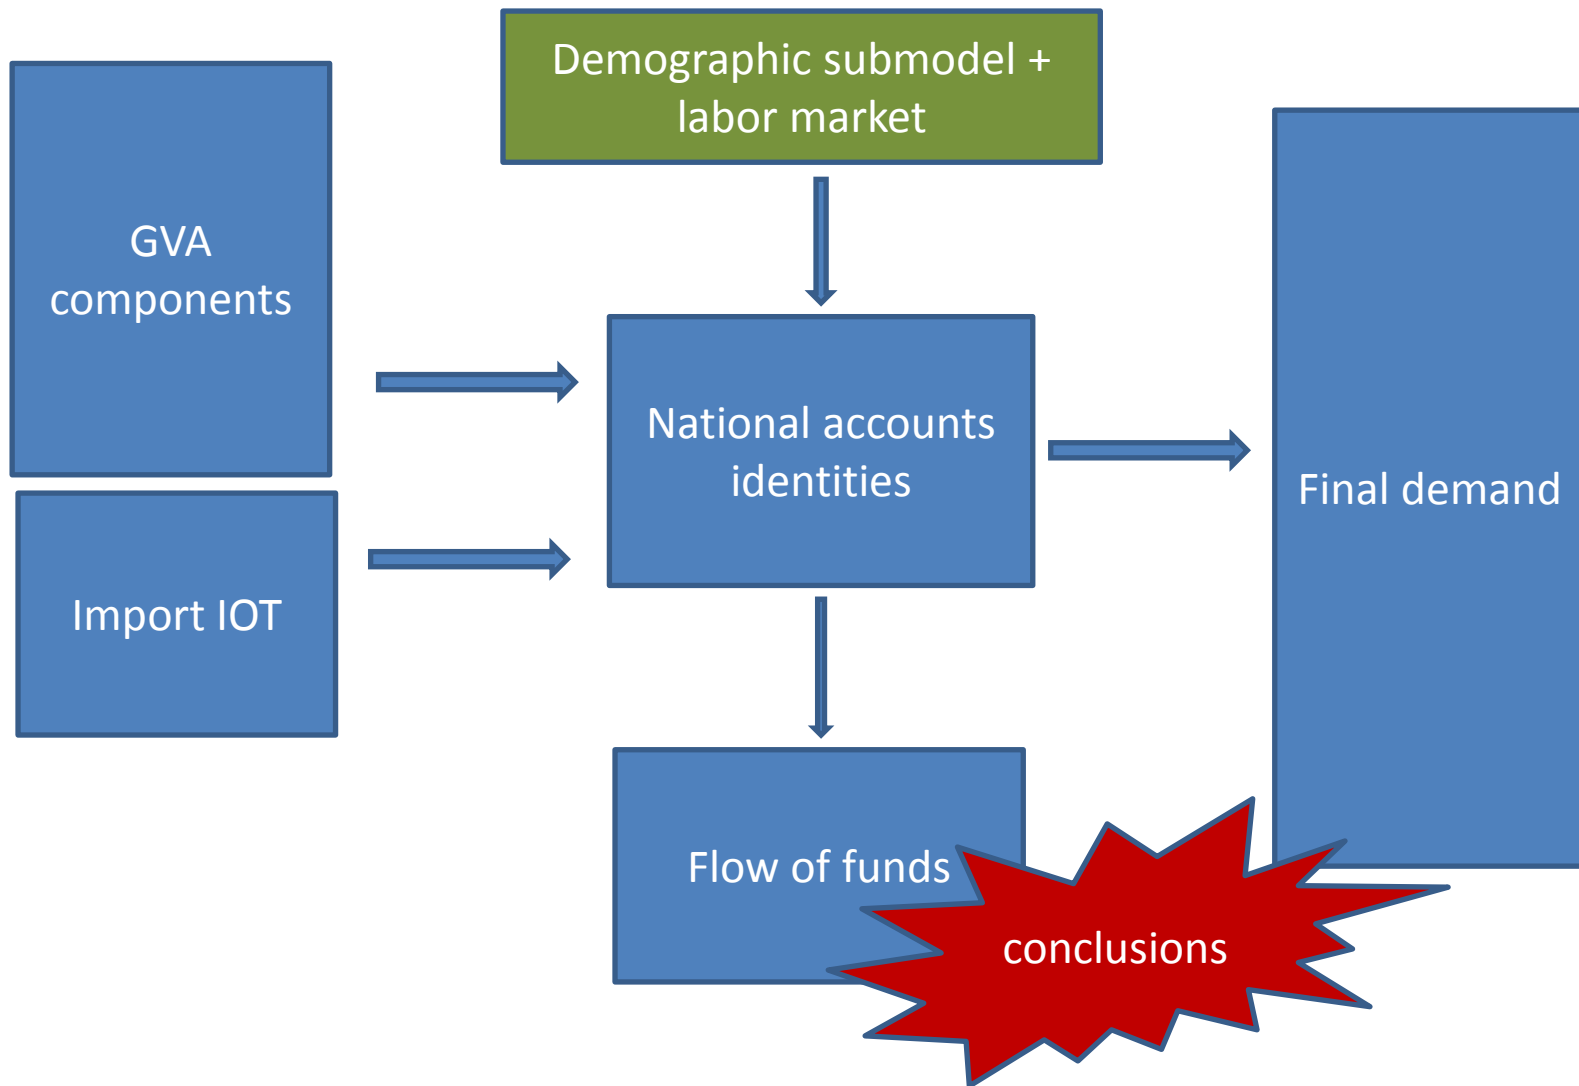 Demographic submodel +
labor market
GVA
components
National accounts
identities
Final demand
Import IOT
Flow of funds
conclusions